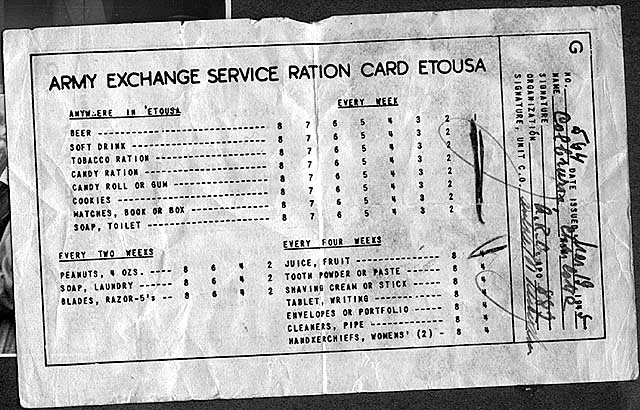 ARMY EXCHANGE SERVICE RATION CARD ETOUSA
ANYWHERE IN 'ETOUSA
EVERY WEEK
BEER 8 7 6 5 4 3 2
SOFT DRINK 8 7 6 5 4 3 2
TOBACCO RATION 8 7 6 5 4 3 2
CANDY RATION 8 7 6 5 4 3 2
CANDY ROLL OR GUM 8 7 6 5 4 3 2
COOKIES 8 7 6 5 4 3 2
MATCHES, BOOK OR BOX 8 7 6 5 4 3 2
SOAP, TOILET 8 7 6 5 4 3 2
EVERY TWO WEEKS
PEANUTS, 4 OZS. 8 6 4 2
SOAP, LAUNDRY 8 6 4 2
BLADES, RAZOR-5's 8 6 4 2
EVERY FOUR WEEKS
JUICE, FRUIT 8
TOOTH POWDER OR PASTE 8 4
SHAVING CREAM OR STICK 8 4
TABLET, WRITING 8 4
ENVELOPES OR PORTFOLIO 8 4
CLEANERS, PIPE 8 4
HANDKERCHIEFS, WOMENS' (2) - 8 4
G
NO. 564 DATE ISSUED 1945
NAME
SIGNATURE
ORGANIZATION A.P.O. 887
SIGNATURE, UNIT C.O.